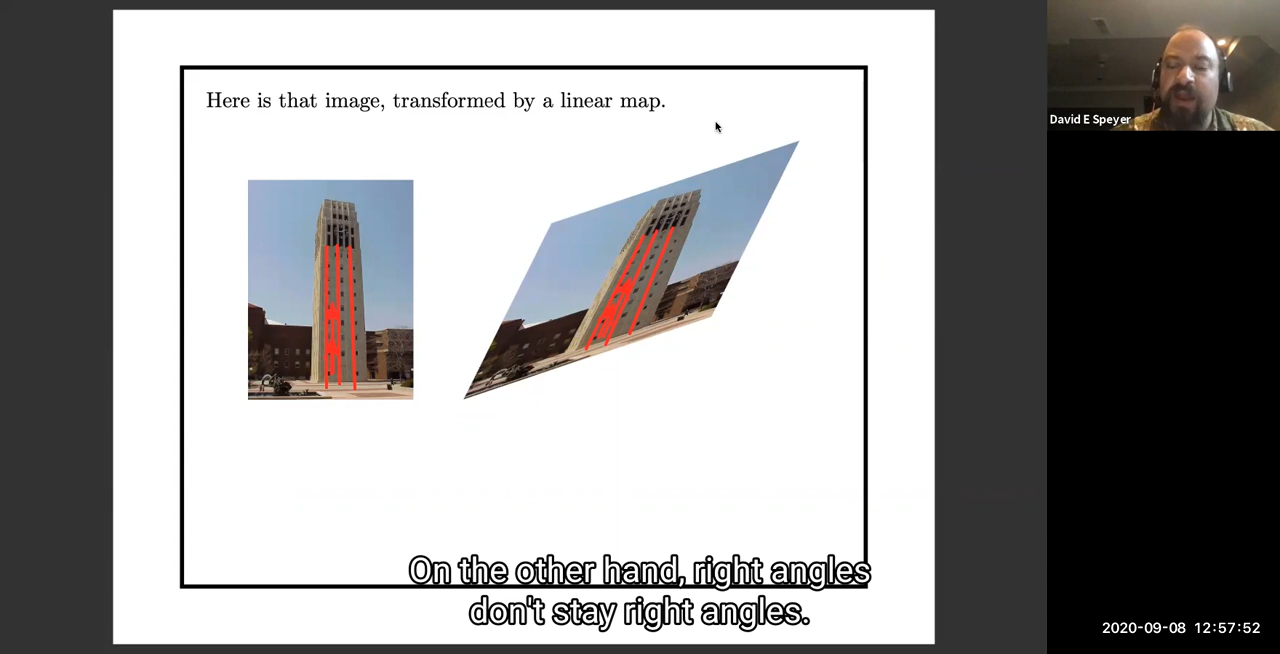 Here is that image, transformed by a linear map.
David E Speyer
On the other hand, right angles
don't stay right angles.
2020-09-08 12:57:52